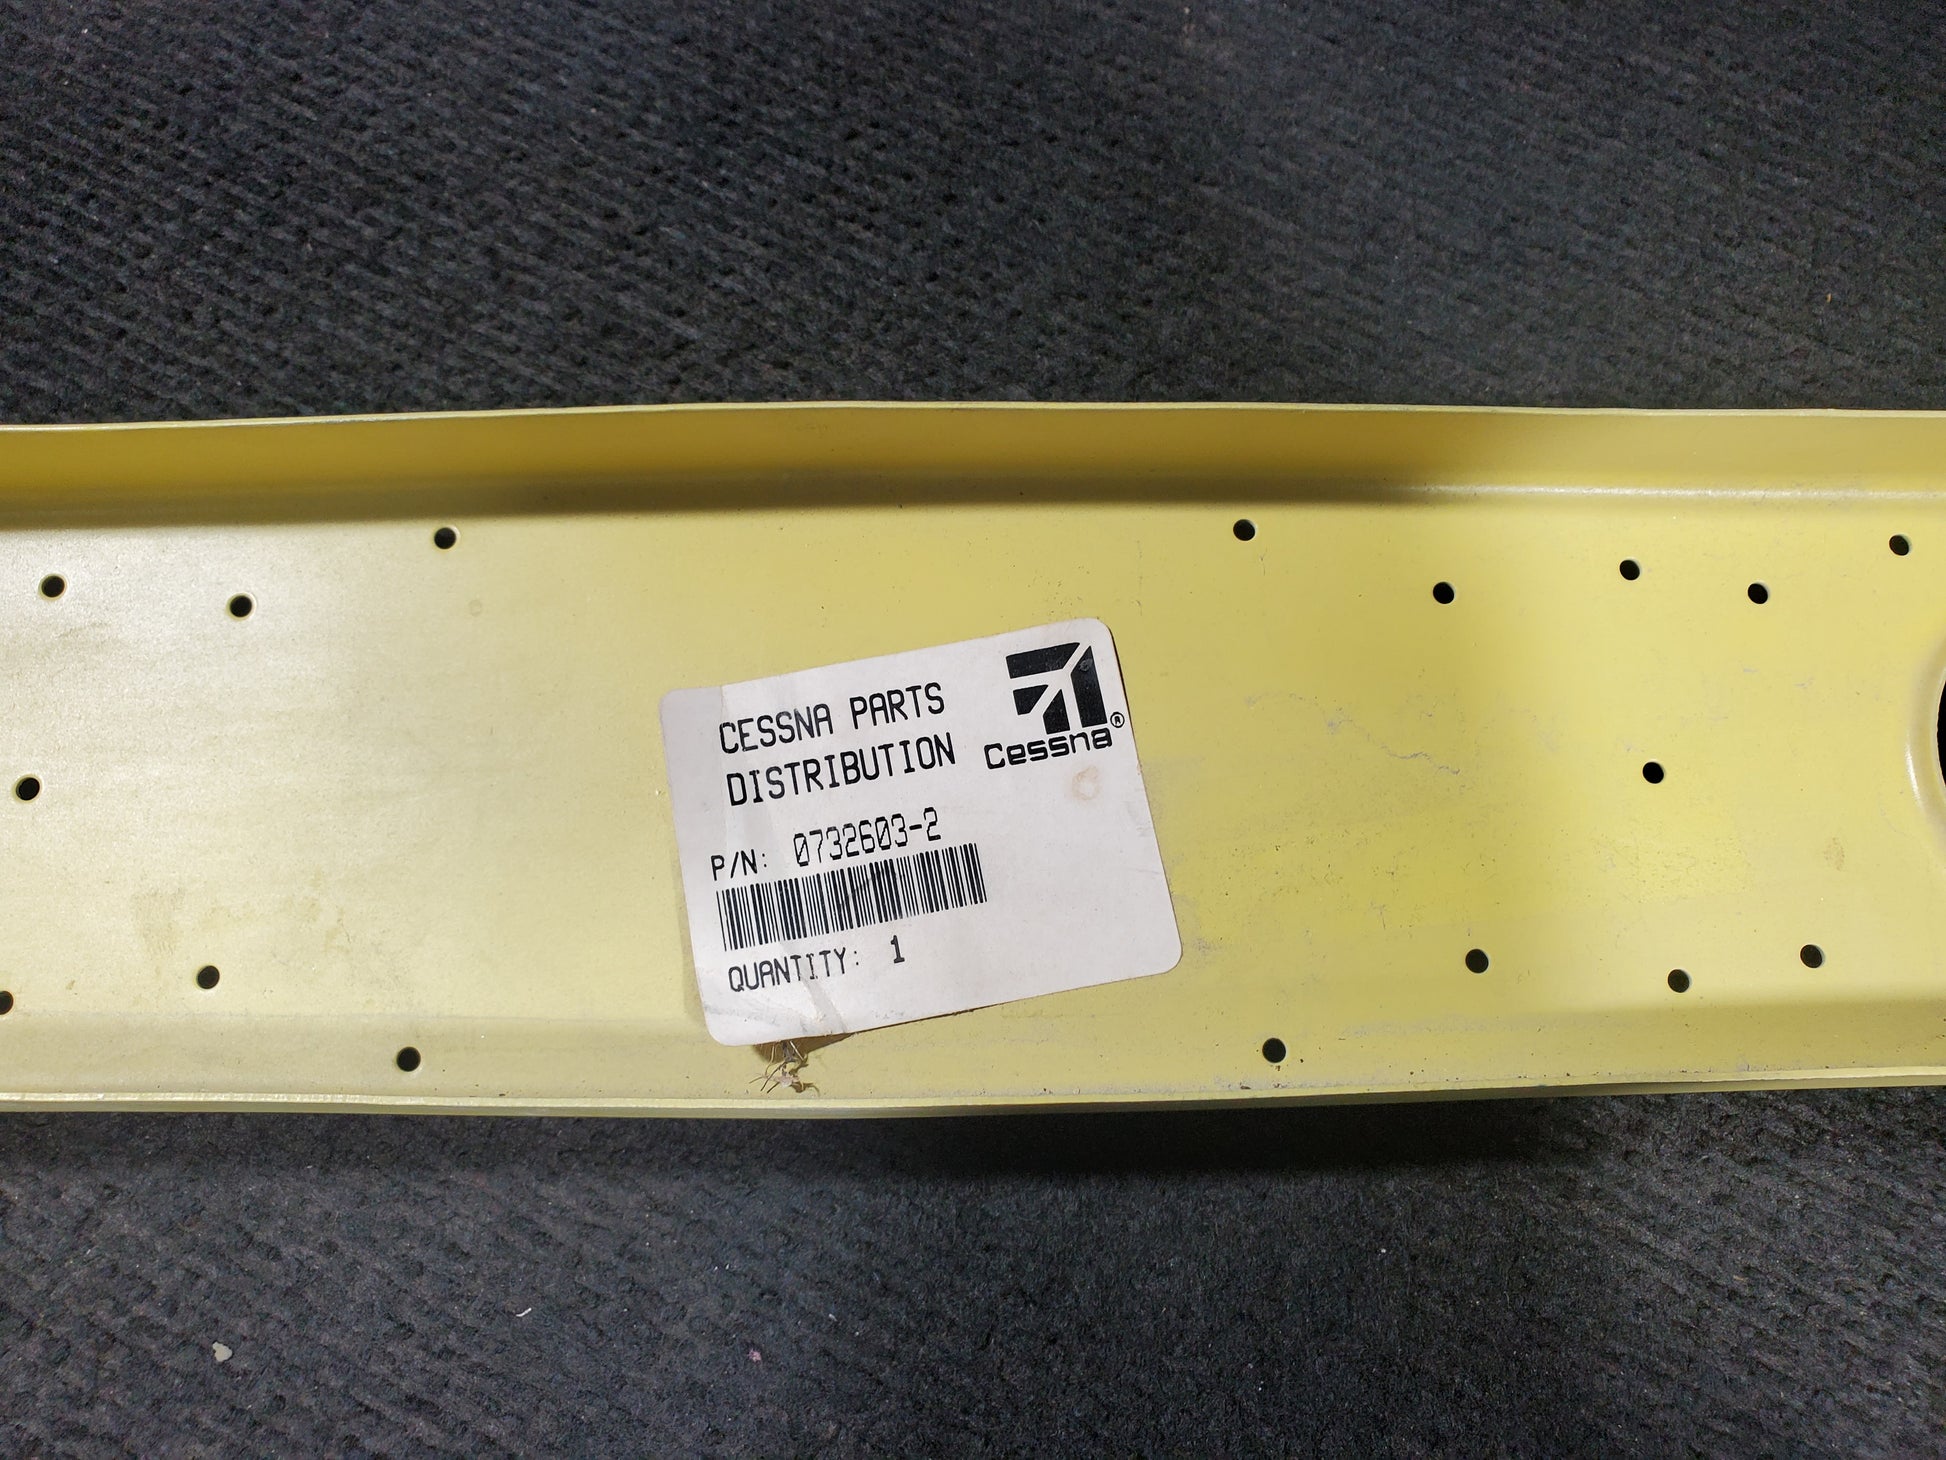 CESSNA PARTS
DISTRIBUTION
Cessna®
P/N: 0732603-2
QUANTITY: 1